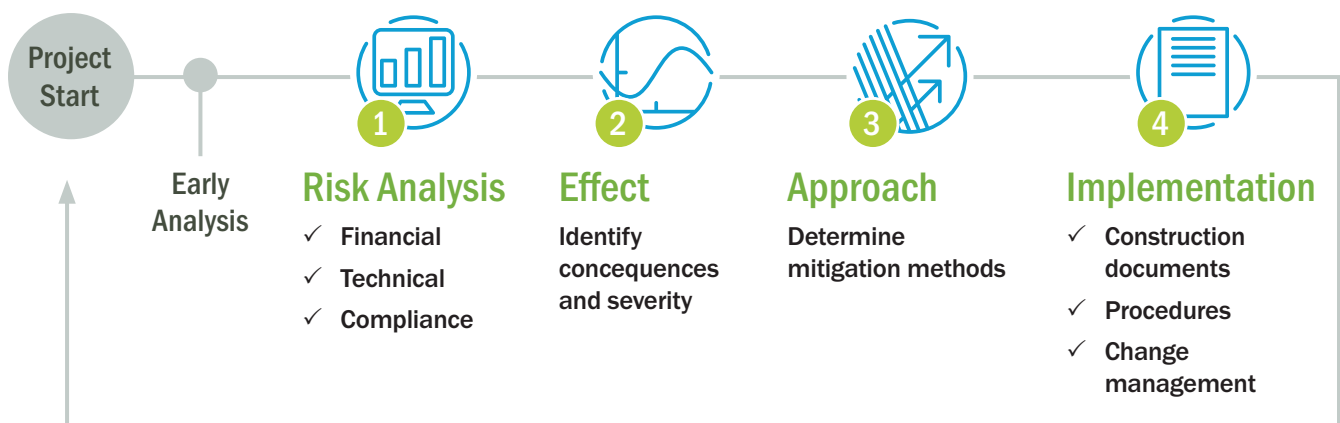 Project
Start
Early
Analysis
1
Risk Analysis
✓ Financial
✓ Technical
✓ Compliance
2
Effect
Identify
concequences
and severity
3
Approach
Determine
mitigation methods
4
Implementation
✓ Construction
documents
✓ Procedures
✓ Change
management